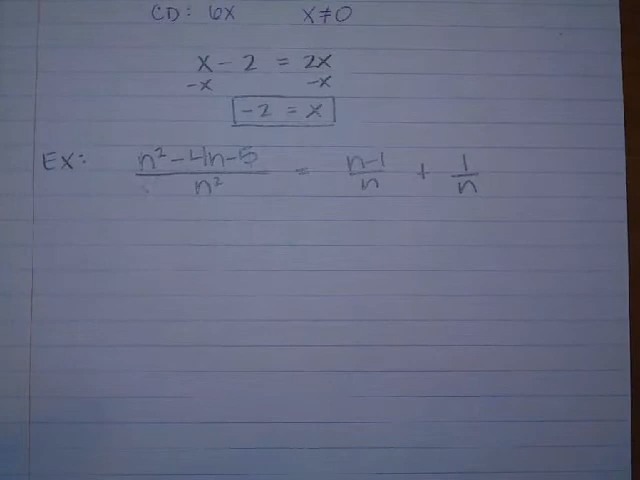 CD: 6x x≠0
x - 2 = 2x
-x -x
-2 = x
Ex: (n²-4n-5)/n² = (n-1)/n + 1/n